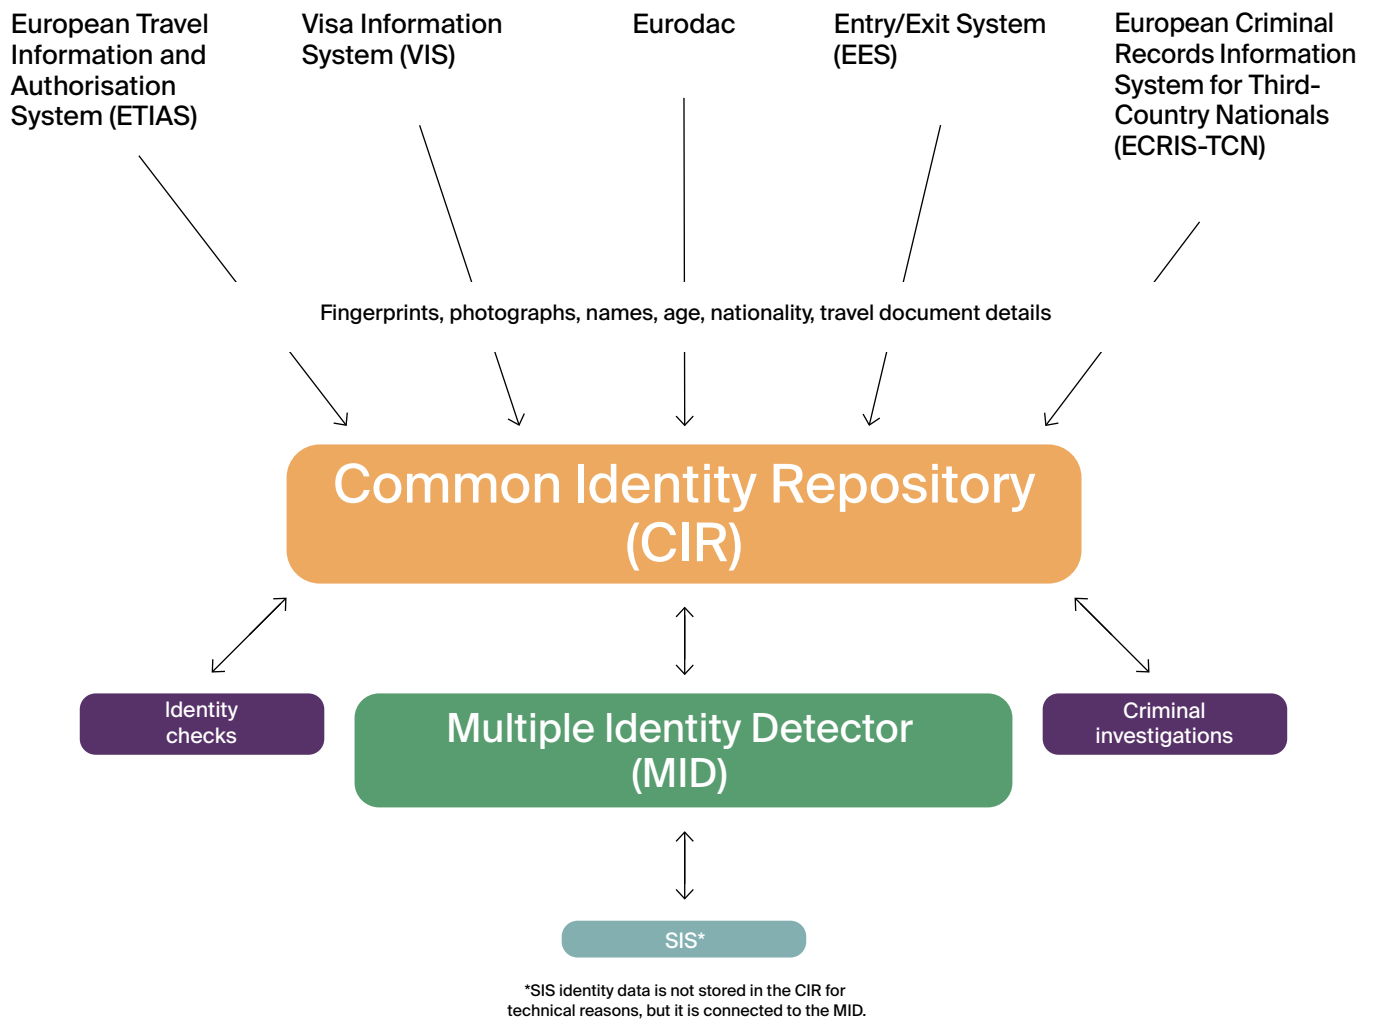 European Travel
Information and
Authorisation
System (ETIAS)
Visa Information
System (VIS)
Eurodac
Entry/Exit System
(EES)
European Criminal
Records Information
System for Third-
Country Nationals
(ECRIS-TCN)
Fingerprints, photographs, names, age, nationality, travel document details
Common Identity Repository
(CIR)
Identity
checks
Multiple Identity Detector
(MID)
Criminal
investigations
SIS*
*SIS identity data is not stored in the CIR for
technical reasons, but it is connected to the MID.